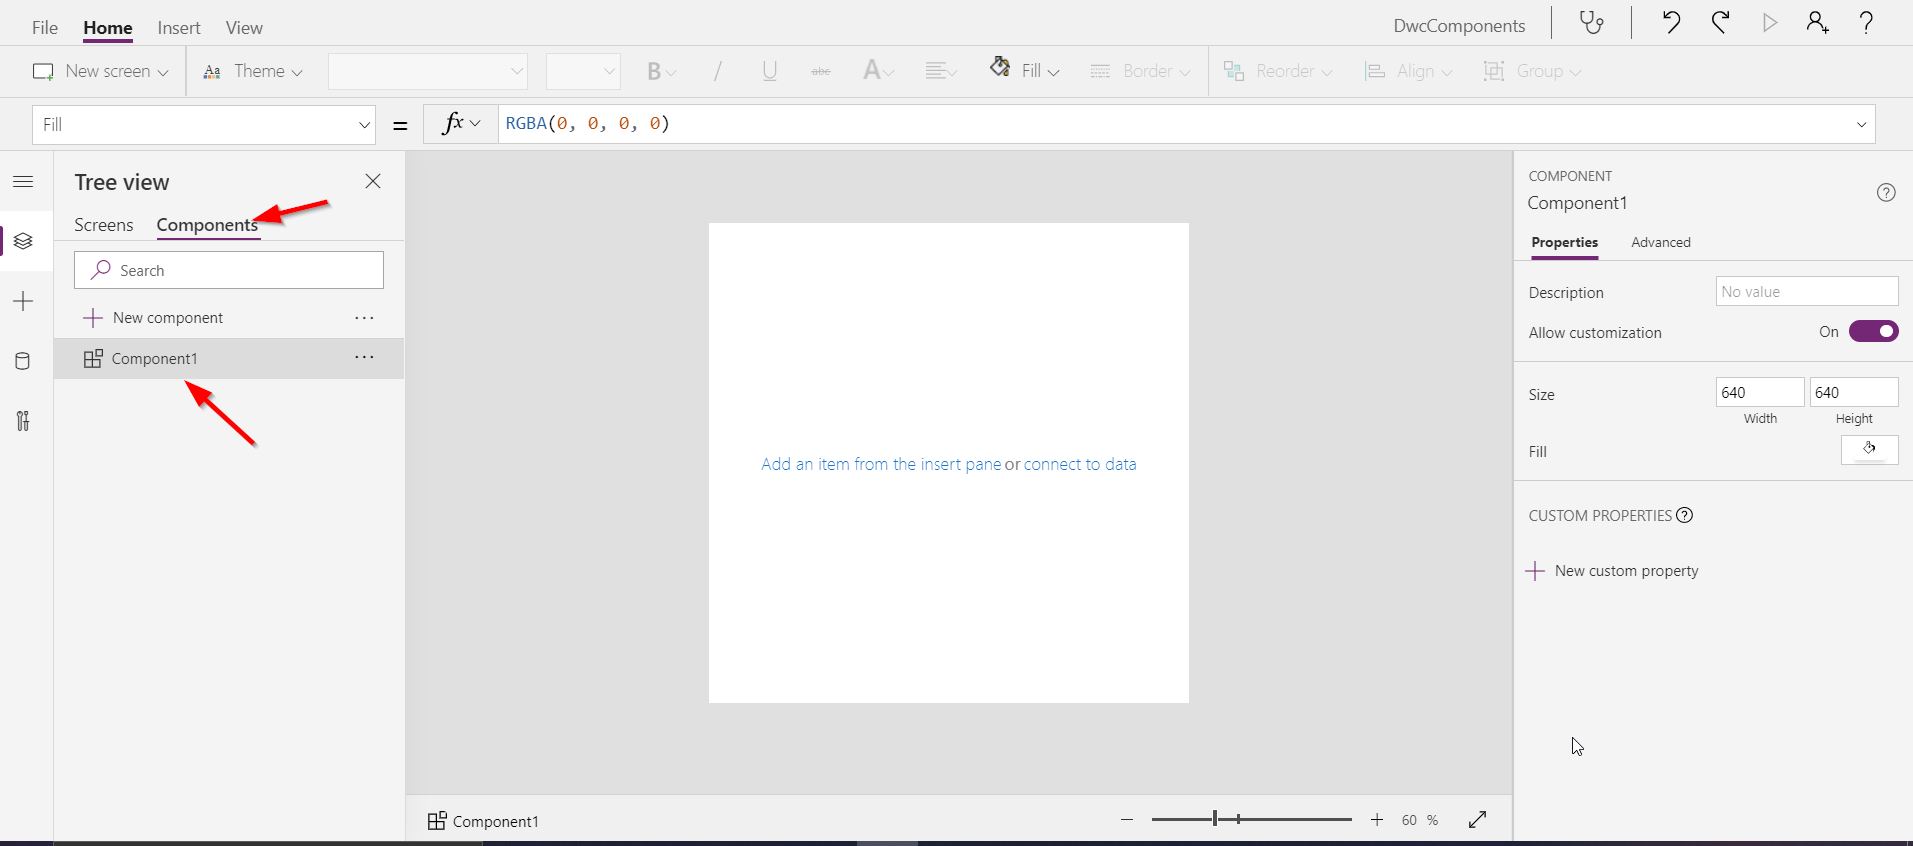 File Home Insert View DwcComponents
New screen Aa Theme B / U abc A Fill Border Reorder Align Group
Fill = fx RGBA(0, 0, 0, 0)
Tree view
Screens Components
Search
New component ...
Component1 ...
Add an item from the insert pane or connect to data
Component1
60 %
COMPONENT
Component1
Properties Advanced
Description No value
Allow customization On
Size 640 640
Width Height
Fill
CUSTOM PROPERTIES
New custom property